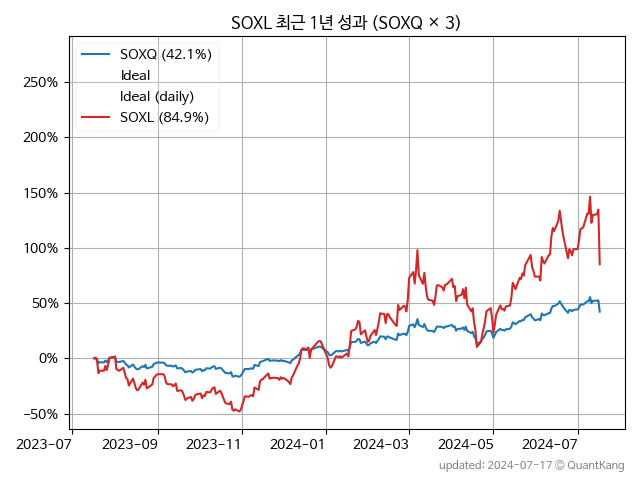 SOXL 최근 1년 성과 (SOXQ × 3)
SOXQ (42.1%)
Ideal
Ideal (daily)
SOXL (84.9%)
250%
200%
150%
100%
50%
0%
−50%
2023-07 2023-09 2023-11 2024-01 2024-03 2024-05 2024-07
updated: 2024-07-17 © QuantKang